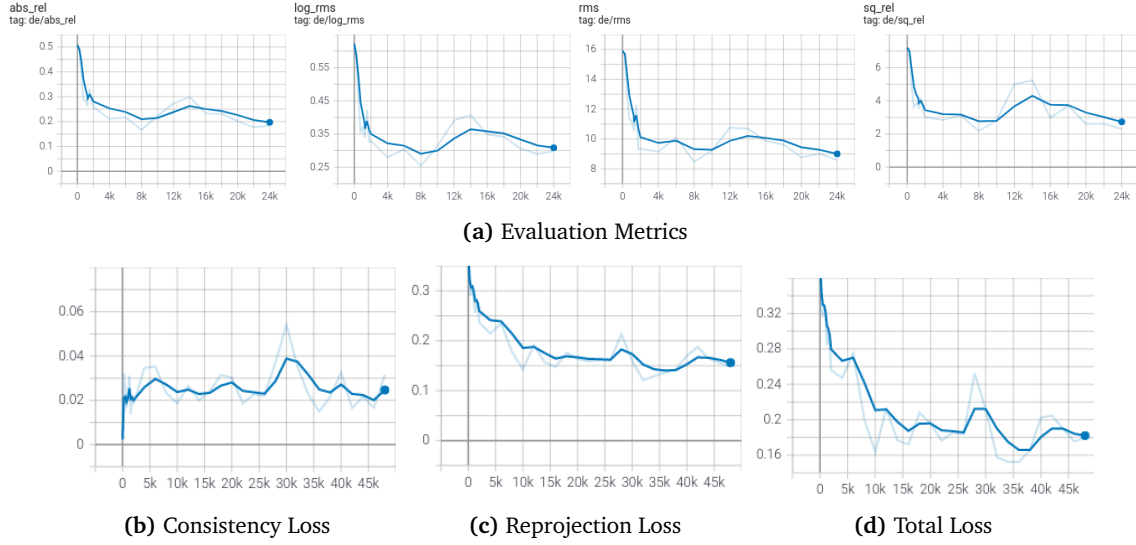 abs_rel
tag: de/abs_rel
log_rms
tag: de/log_rms
rms
tag: de/rms
sq_rel
tag: de/sq_rel
0.5
0.4
0.3
0.2
0.1
0
0 4k 8k 12k 16k 20k 24k
0.55
0.45
0.35
0.25
0 4k 8k 12k 16k 20k 24k
16
14
12
10
8
0 4k 8k 12k 16k 20k 24k
6
4
2
0
0 4k 8k 12k 16k 20k 24k
(a) Evaluation Metrics
0.06
0.04
0.02
0
0 5k 10k 15k 20k 25k 30k 35k 40k 45k
0.3
0.2
0.1
0
0 5k 10k 15k 20k 25k 30k 35k 40k 45k
0.32
0.28
0.24
0.2
0.16
0 5k 10k 15k 20k 25k 30k 35k 40k 45k
(b) Consistency Loss
(c) Reprojection Loss
(d) Total Loss